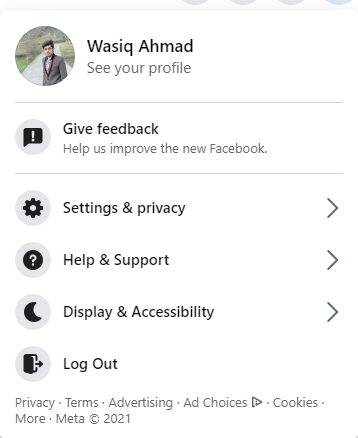 Wasiq Ahmad
See your profile
Give feedback
Help us improve the new Facebook.
Settings & privacy
Help & Support
Display & Accessibility
Log Out
Privacy · Terms · Advertising · Ad Choices · Cookies ·
More · Meta © 2021